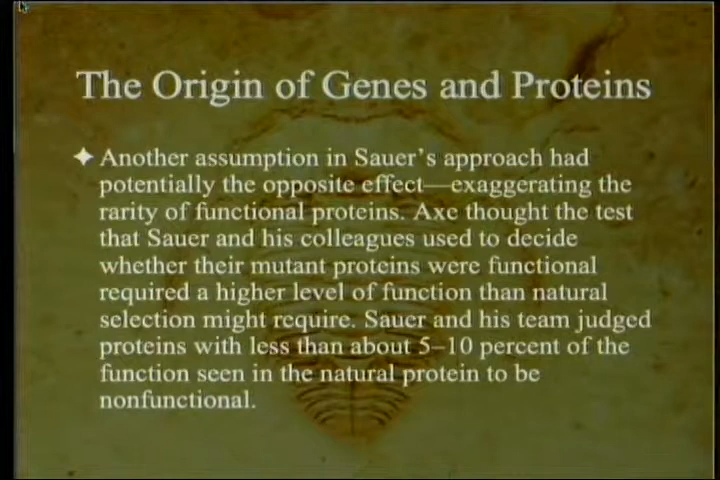 The Origin of Genes and Proteins
Another assumption in Sauer's approach had
potentially the opposite effect—exaggerating the
rarity of functional proteins. Axe thought the test
that Sauer and his colleagues used to decide
whether their mutant proteins were functional
required a higher level of function than natural
selection might require. Sauer and his team judged
proteins with less than about 5–10 percent of the
function seen in the natural protein to be
nonfunctional.